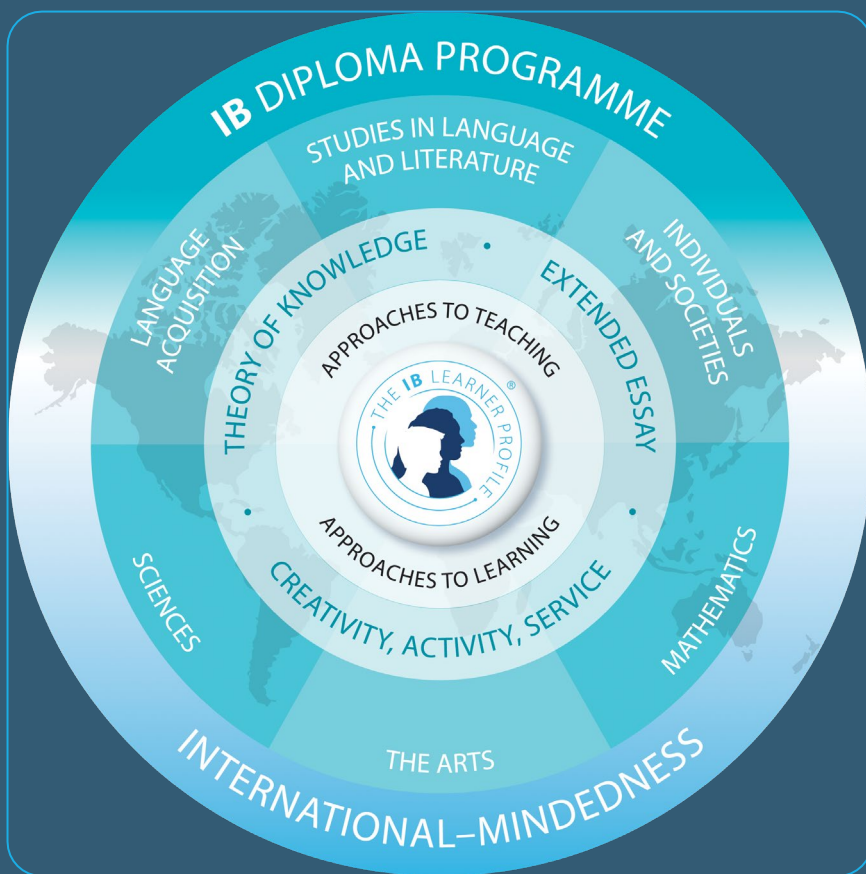 IB DIPLOMA PROGRAMME
STUDIES IN LANGUAGE
AND LITERATURE
LANGUAGE
ACQUISITION
INDIVIDUALS
AND SOCIETIES
THEORY OF KNOWLEDGE •
EXTENDED ESSAY •
APPROACHES TO TEACHING
• THE IB LEARNER PROFILE • ®
APPROACHES TO LEARNING
• CREATIVITY, ACTIVITY, SERVICE
SCIENCES
MATHEMATICS
THE ARTS
INTERNATIONAL–MINDEDNESS